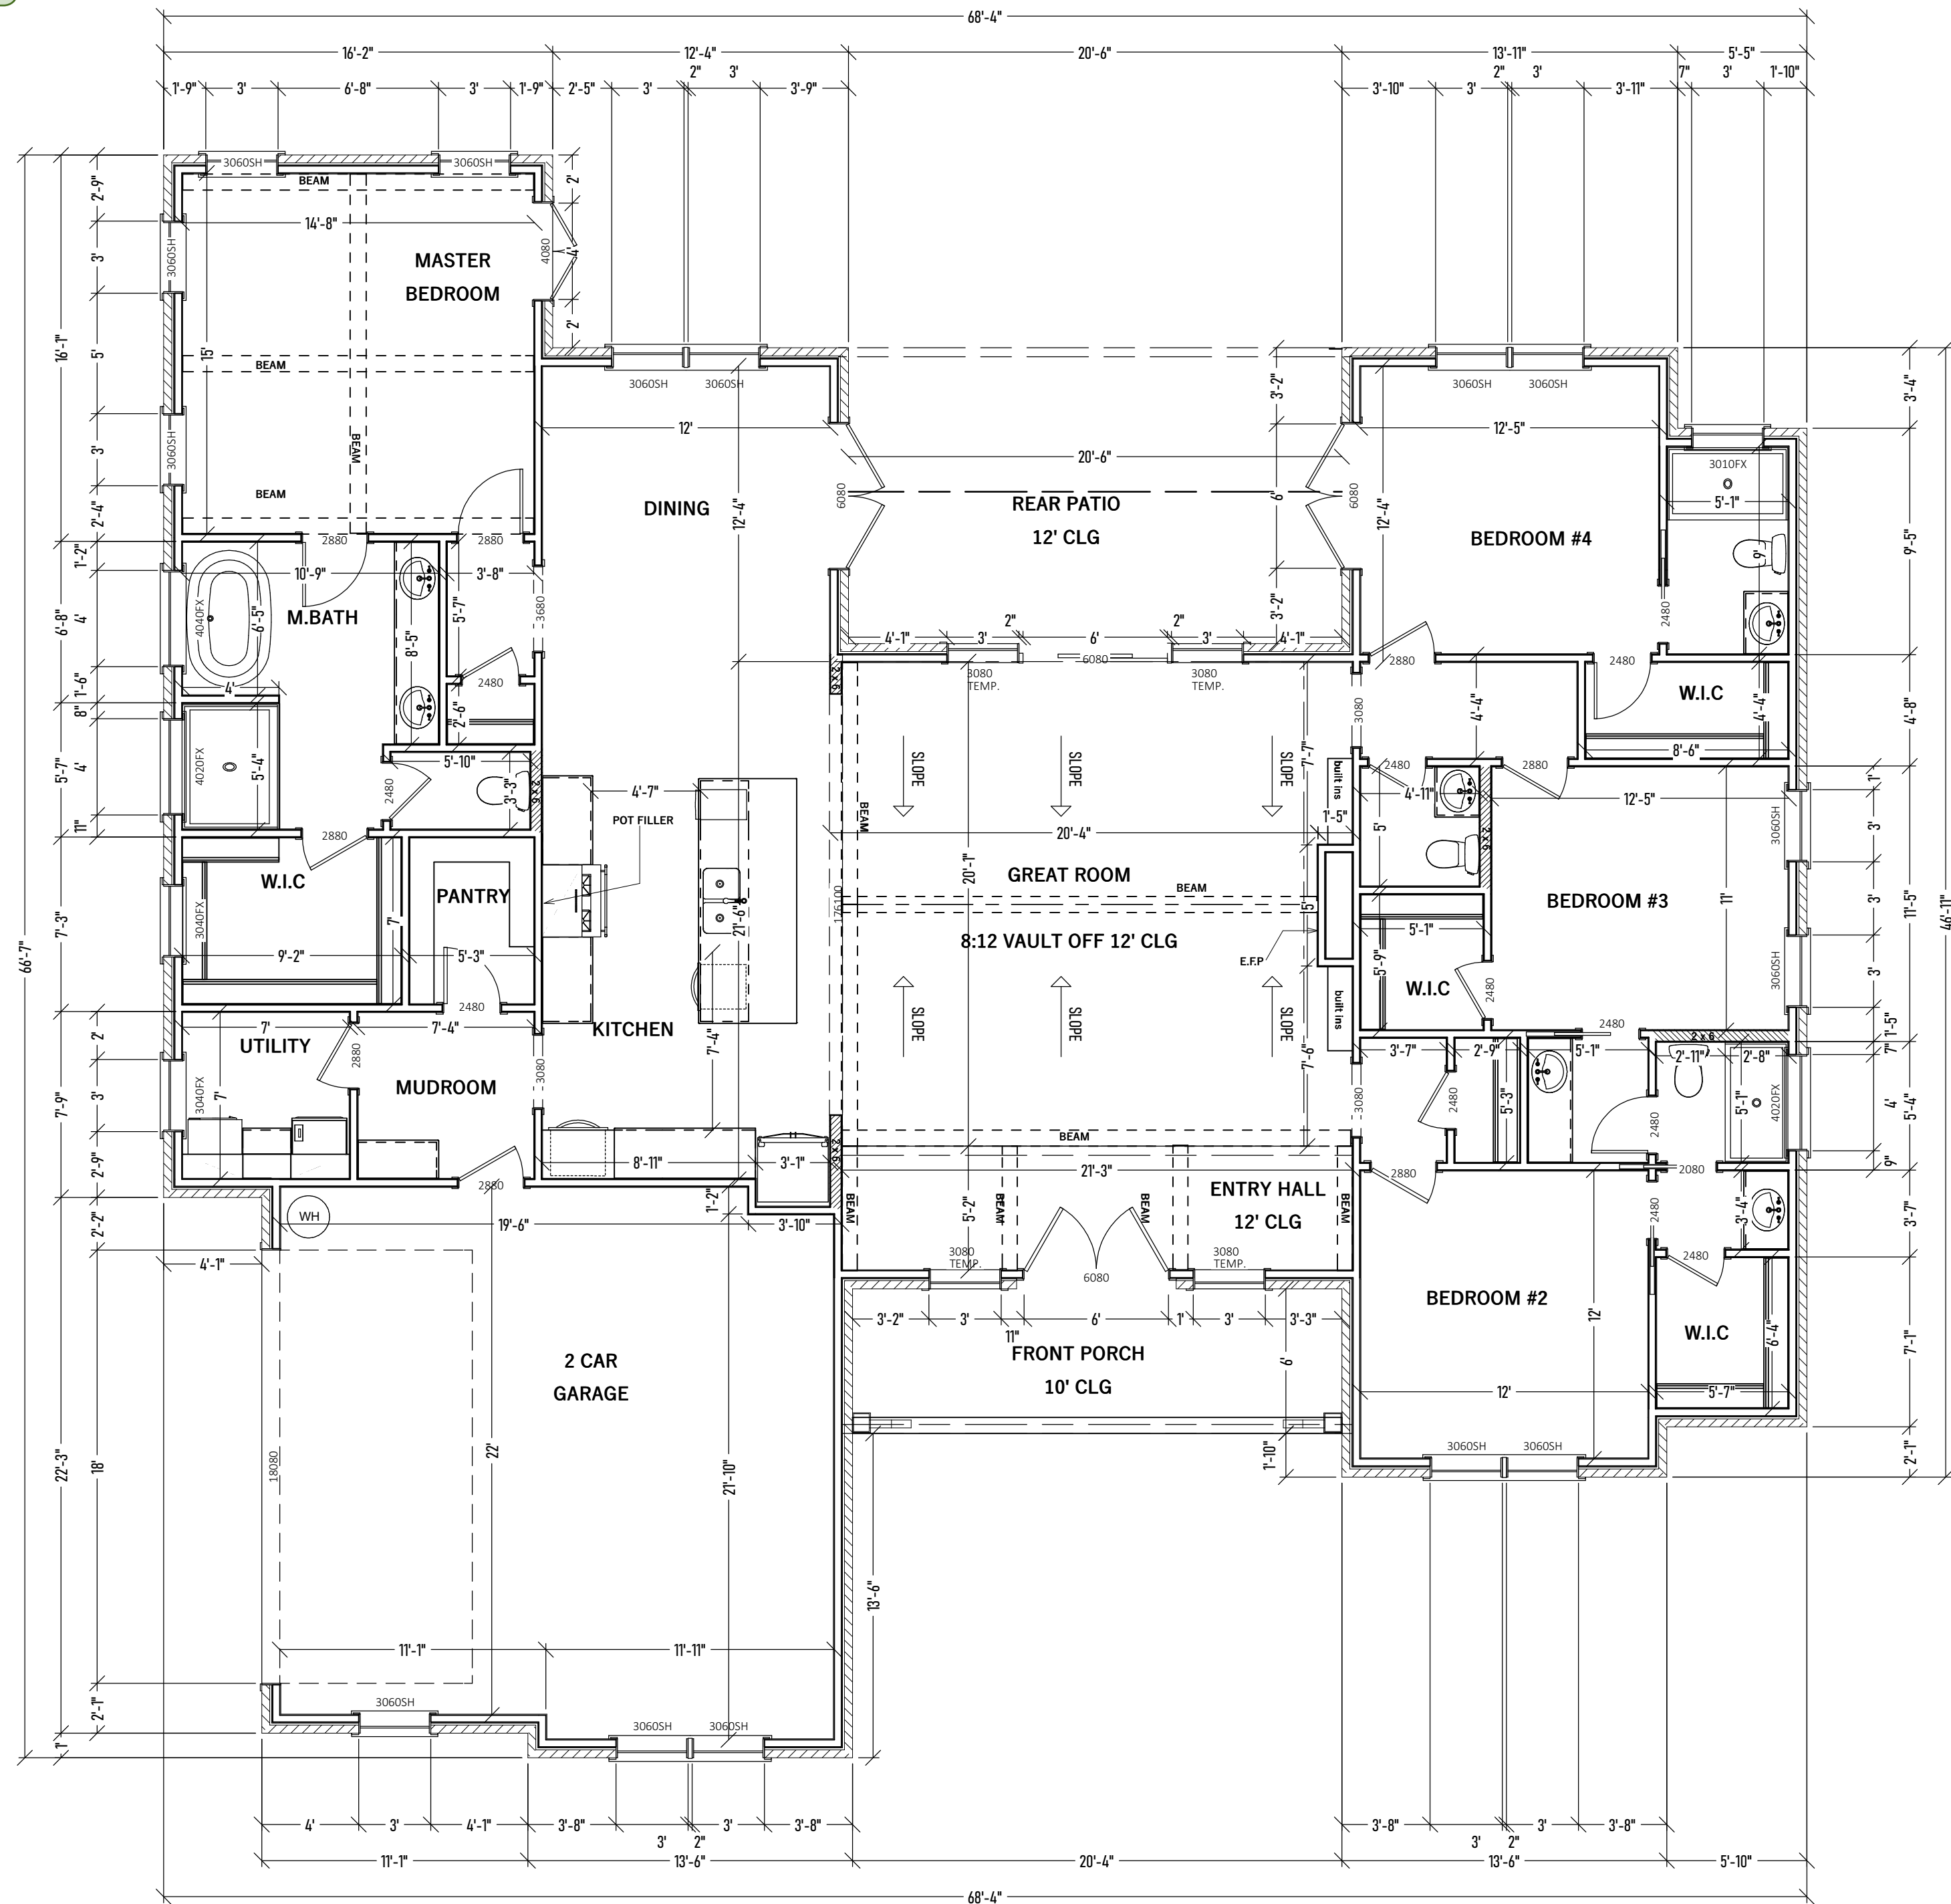 68'-4"
16'-2" 12'-4" 20'-6" 13'-11" 5'-5"
2" 3' 2" 3' 7" 3' 1'-10"
1'-9" 3' 6'-8" 3' 1'-9" 2'-5" 3' 3'-9" 3'-10" 3' 3'-11"
3060SH 3060SH
BEAM
2'
14'-8"
MASTER
BEDROOM
4080
4'
2'
15'
BEAM
BEAM
BEAM
2880 2880
3060SH
3060SH
66'-7"
16'-1"
2'-9"
3'
5'
3'
2'-4"
1'-2"
6'-8"
4'
1'-6"
8"
5'-7"
4'
11"
7'-3"
2'
7'-9"
3'
2'-9"
2'-2"
22'-3"
18'
2'-1"
1'
3060SH 3060SH
12'
DINING
12'-4"
6080
20'-6"
REAR PATIO
12' CLG
3'-2"
6'
3'-2"
6080
2" 2"
4'-1" 3' 6' 3' 4'-1"
6080
3080
TEMP.
3080
TEMP.
3060SH 3060SH
12'-5"
12'-4"
BEDROOM #4
3010FX
5'-1"
9'
2480
2880 2480
3'-4"
9'-5"
4'-8"
46'-11"
10'-9"
M.BATH
4040FX
6'-5"
8'-5"
4'
3'-8"
5'-7"
3680
2480
2'-6"
4020FX
5'-4"
5'-10"
3'-3"
2480
2 x 6
2880
W.I.C
3040FX
9'-2"
7'
PANTRY
5'-3"
2480
4'-7"
POT FILLER
21'-6"
KITCHEN
7'-4"
176100
2 x 6
SLOPE SLOPE SLOPE
BEAM
20'-4"
20'-1"
GREAT ROOM
BEAM
8:12 VAULT OFF 12' CLG
SLOPE SLOPE SLOPE
7'-7"
built ins
1'-5"
5'
E.F.P
built ins
7'-6"
3080
4'-4"
W.I.C
4'-4"
8'-6"
2480 2880
4'-11"
5'
2 x 6
12'-5"
3060SH
BEDROOM #3
11'
3060SH
5'-1"
5'-9"
W.I.C
2480
2480
1'
3'
3'
11'-5"
3'
1'-5"
7"
4'
5'-4"
9"
3'-7"
7'-1"
2'-1"
7'
UTILITY
2880
3040FX
7'
7'-4"
MUDROOM
3080
2880
8'-11" 3'-1"
2 x 6
1'-2"
BEAM
21'-3"
ENTRY HALL
12' CLG
BEAM BEAM BEAM BEAM
5'-2"
3080
TEMP.
6080
3080
TEMP.
3080
3'-7"
2480
2'-9"
5'-3"
5'-1"
2 x 6
2'-11" 2'-8"
5'-1"
4020FX
2480
2880 2080
3'-4"
2480
2480
WH
19'-6" 3'-10"
4'-1"
3'-2" 3' 6' 1' 3' 3'-3"
11"
FRONT PORCH
10' CLG
6'
1'-10"
BEDROOM #2
12'
12'
W.I.C
6'-4"
5'-7"
3060SH 3060SH
2 CAR
GARAGE
18080
22'
21'-10"
13'-6"
11'-1" 11'-11"
3060SH
3060SH 3060SH
4' 3' 4'-1" 3'-8" 3' 3'-8" 3'-8" 3' 3'-8"
3' 2" 3' 2"
11'-1" 13'-6" 20'-4" 13'-6" 5'-10"
68'-4"